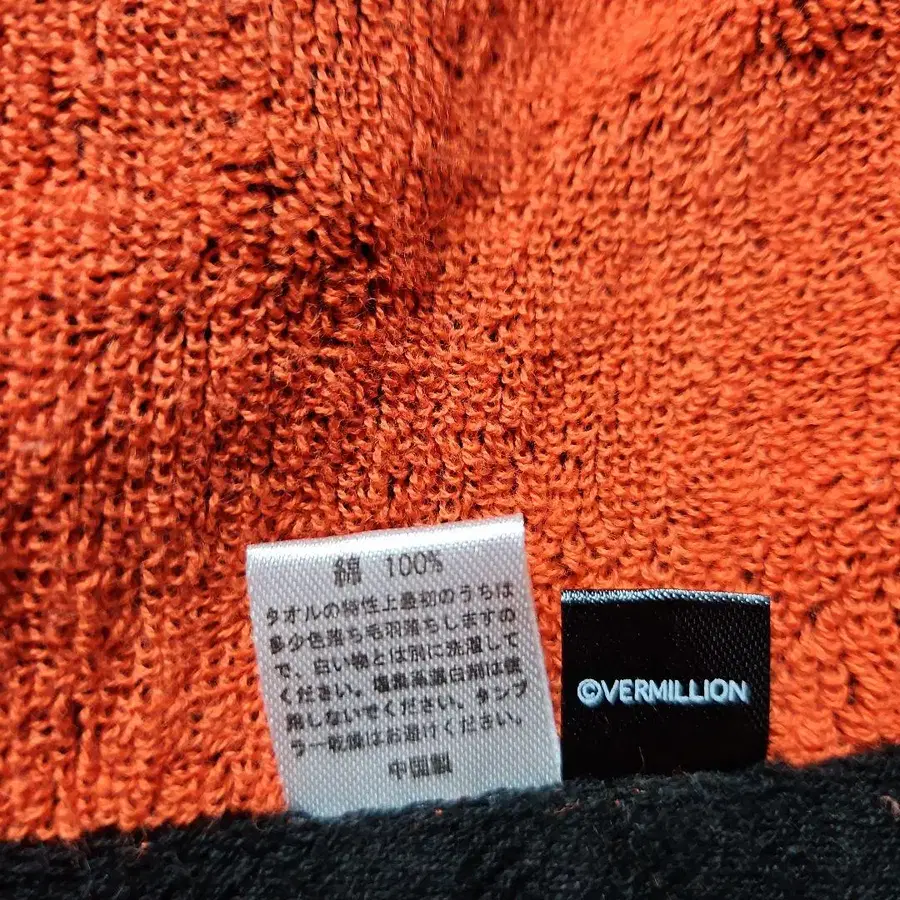 綿 100%
タオルの特性上最初のうちは
多少色落ち毛羽落ちしますの
で、白い物とは別に洗濯して
ください。塩素系漂白剤は使
用しないでください、タンブ
ラー乾燥はお避けください。
中国製
©VERMILLION